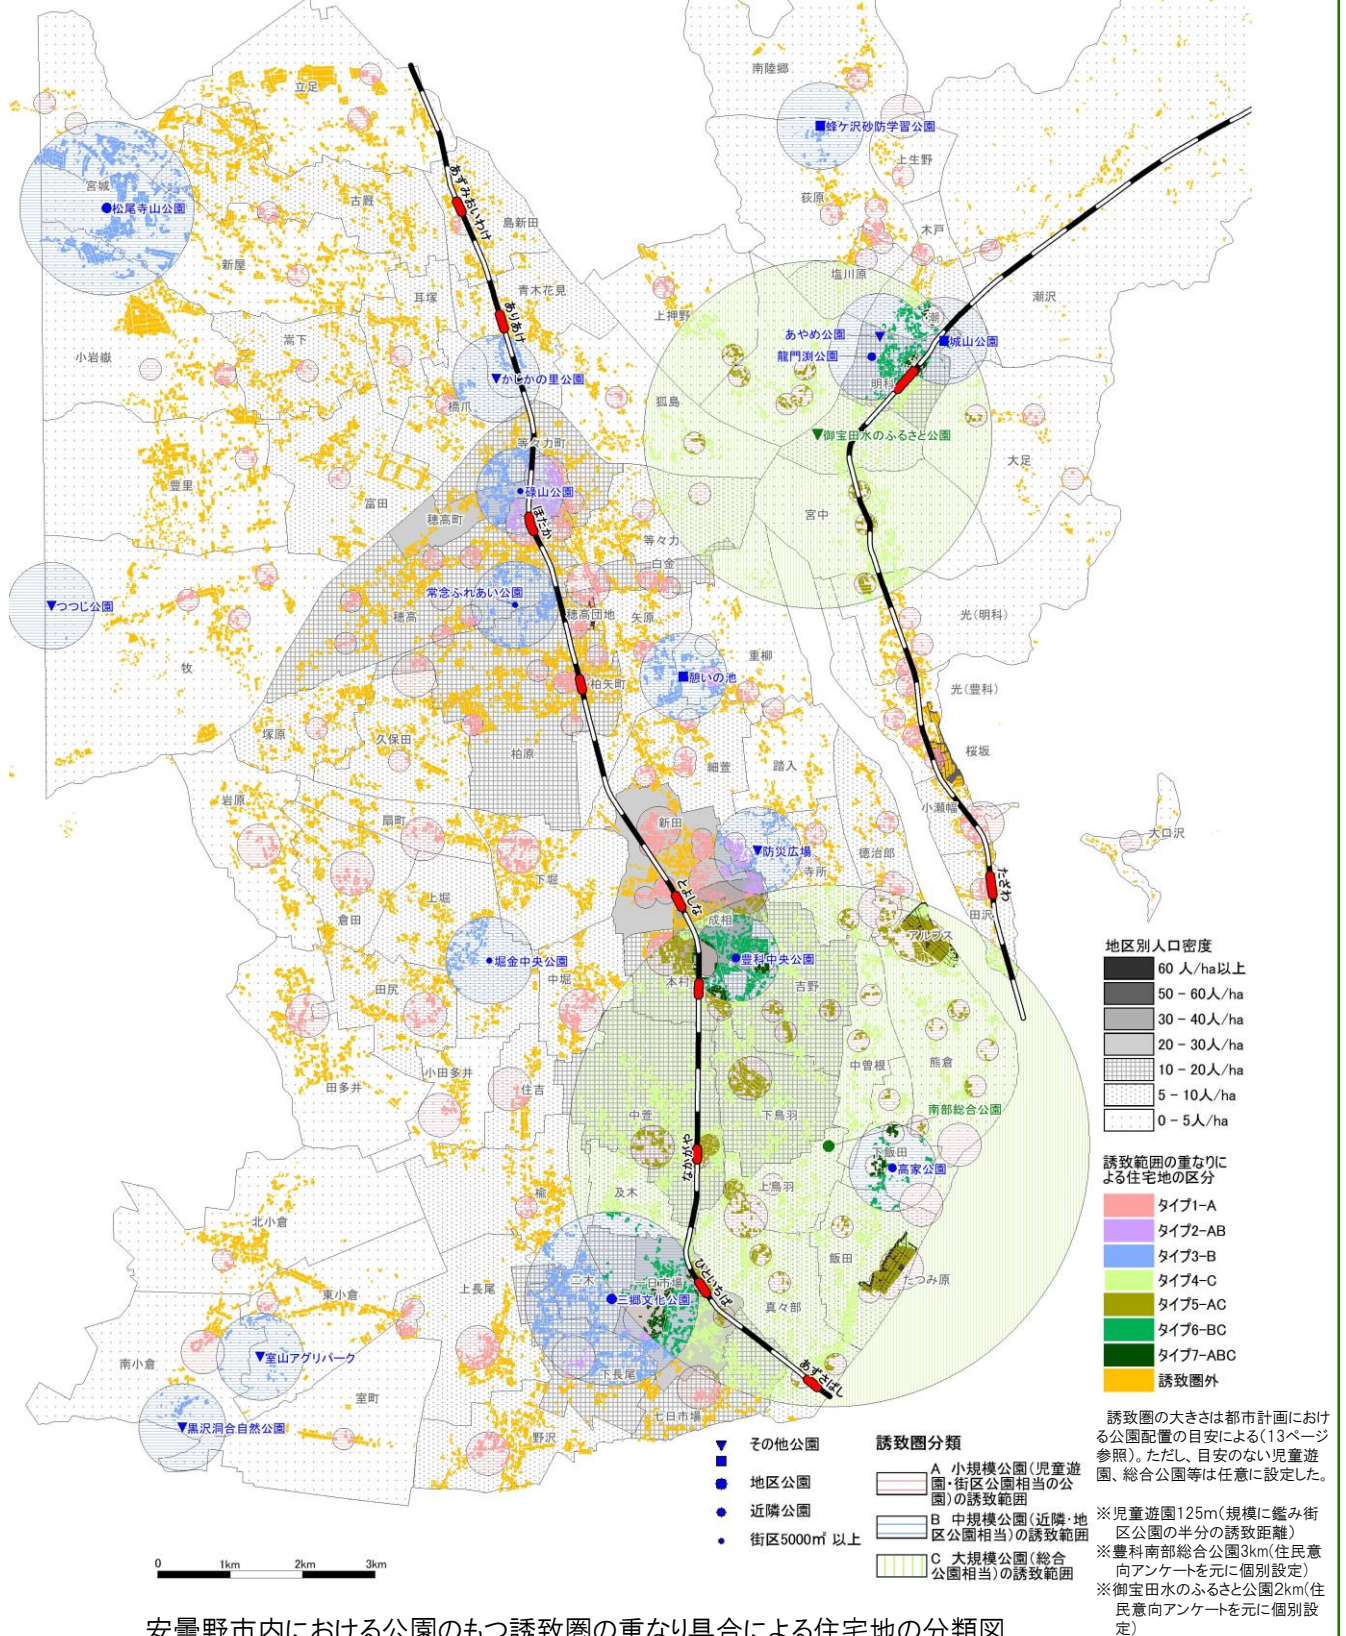 南陸郷
立足
蜂ケ沢砂防学習公園
上生野
あずみおいわけ
宮城
松尾寺山公園
古厩
荻原
島新田
木戸
新屋
塩川原
耳塚
青木花見
潮沢
ありあけ
上押野
潮
あやめ公園
城山公園
小岩嶽
嵩下
龍門渕公園
かじかの里公園
明科
狐島
橋爪
御宝田水のふるさと公園
等々力町
大足
豊里
碌山公園
富田
宮中
穂高町
ほたか
等々力
白金
常念ふれあい公園
つつじ公園
穂高
穂高団地
矢原
光(明科)
重柳
牧
憩いの池
柏矢町
光(豊科)
塚原
久保田
柏原
桜坂
細萱
踏入
岩原
小瀬幅
扇町
新田
大口沢
防災広場
徳治郎
下堀
寺所
上堀
とよしな
たざわ
倉田
成相
田沢
アルプス
堀金中央公園
豊科中央公園
中堀
本村
吉野
田尻
中曽根
熊倉
小田多井
田多井
住吉
中萱
下鳥羽
南部総合公園
なかがや
下飯田
高家公園
楡
及木
上鳥羽
北小倉
飯田
ひといちば
たつみ原
二木
一日市場
上長尾
東小倉
三郷文化公園
真々部
南小倉
室山アグリパーク
下長尾
あずさばし
室町
七日市場
黒沢洞合自然公園
野沢
地区別人口密度
60 人/ha以上
50 - 60人/ha
30 - 40人/ha
20 - 30人/ha
10 - 20人/ha
5 - 10人/ha
0 - 5人/ha
誘致範囲の重なりに
よる住宅地の区分
タイプ1-A
タイプ2-AB
タイプ3-B
タイプ4-C
タイプ5-AC
タイプ6-BC
タイプ7-ABC
誘致圏外
誘致圏の大きさは都市計画におけ
る公園配置の目安による(13ページ
参照)。ただし、目安のない児童遊
園、総合公園等は任意に設定した。
※児童遊園125m(規模に鑑み街
区公園の半分の誘致距離)
※豊科南部総合公園3km(住民意
向アンケートを元に個別設定)
※御宝田水のふるさと公園2km(住
民意向アンケートを元に個別設
定)
その他公園
地区公園
近隣公園
街区5000㎡ 以上
誘致圏分類
A 小規模公園(児童遊
園・街区公園相当の公
園)の誘致範囲
B 中規模公園(近隣・地
区公園相当)の誘致範囲
C 大規模公園(総合
公園相当)の誘致範囲
0 1km 2km 3km
安曇野市内における公園のもつ誘致圏の重なり具合による住宅地の分類図